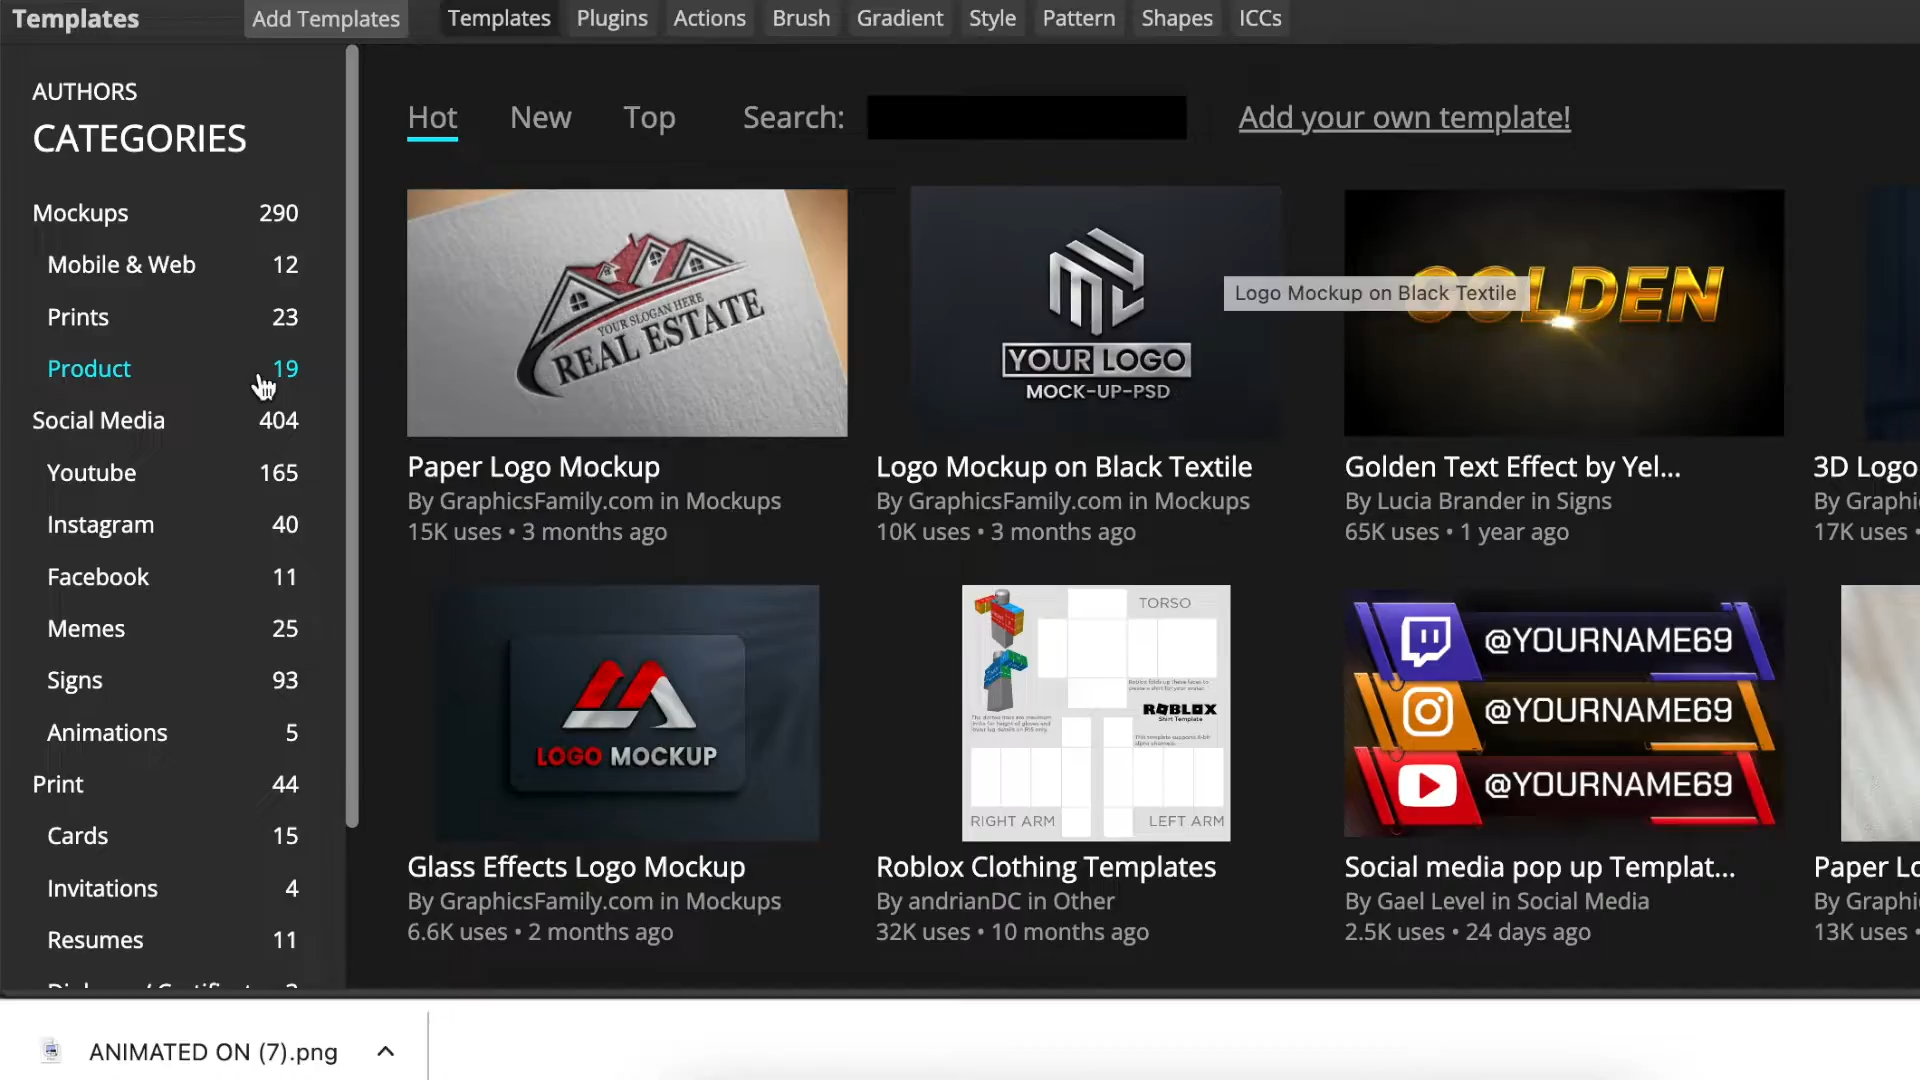 Templates
Add Templates
Templates
Plugins
Actions
Brush
Gradient
Style
Pattern
Shapes
ICCs
AUTHORS
CATEGORIES
Mockups 290
Mobile & Web 12
Prints 23
Product 19
Social Media 404
Youtube 165
Instagram 40
Facebook 11
Memes 25
Signs 93
Animations 5
Print 44
Cards 15
Invitations 4
Resumes 11
Hot
New
Top
Search:
Add your own template!
YOUR SLOGAN HERE
REAL ESTATE
Paper Logo Mockup
By GraphicsFamily.com in Mockups
15K uses • 3 months ago
YOUR LOGO
MOCK-UP-PSD
Logo Mockup on Black Textile
By GraphicsFamily.com in Mockups
10K uses • 3 months ago
Logo Mockup on Black Textile
GOLDEN
Golden Text Effect by Yel...
By Lucia Brander in Signs
65K uses • 1 year ago
3D Logo
By Graphi
17K uses •
LOGO MOCKUP
Glass Effects Logo Mockup
By GraphicsFamily.com in Mockups
6.6K uses • 2 months ago
TORSO
ROBLOX
Shirt Template
RIGHT ARM
LEFT ARM
Roblox Clothing Templates
By andrianDC in Other
32K uses • 10 months ago
@YOURNAME69
@YOURNAME69
@YOURNAME69
Social media pop up Templat...
By Gael Level in Social Media
2.5K uses • 24 days ago
Paper Lo
By Graphi
13K uses •
ANIMATED ON (7).png